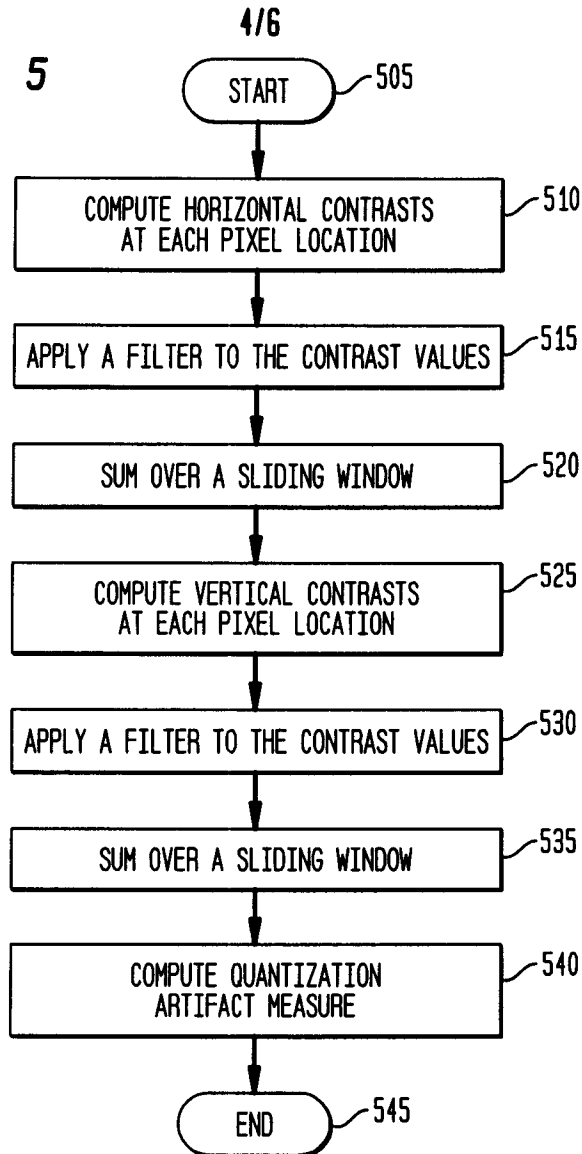 4/6
5
START
505
COMPUTE HORIZONTAL CONTRASTS
AT EACH PIXEL LOCATION
510
APPLY A FILTER TO THE CONTRAST VALUES
515
SUM OVER A SLIDING WINDOW
520
COMPUTE VERTICAL CONTRASTS
AT EACH PIXEL LOCATION
525
APPLY A FILTER TO THE CONTRAST VALUES
530
SUM OVER A SLIDING WINDOW
535
COMPUTE QUANTIZATION
ARTIFACT MEASURE
540
END
545